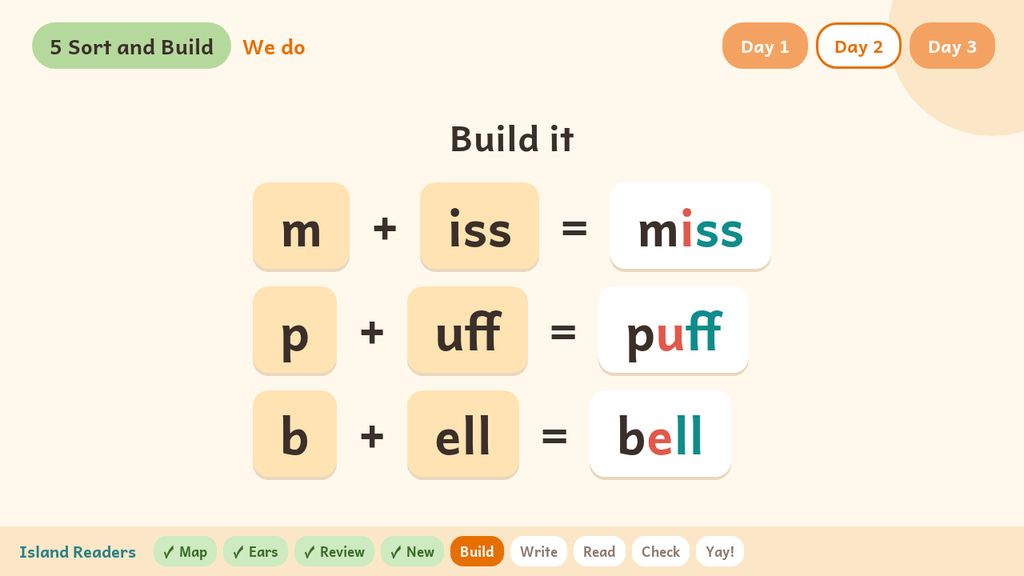 5 Sort and Build We do Day 1 Day 2 Day 3
Build it
m + iss = miss
p + uff = puff
b + ell = bell
Island Readers ✓ Map ✓ Ears ✓ Review ✓ New Build Write Read Check Yay!